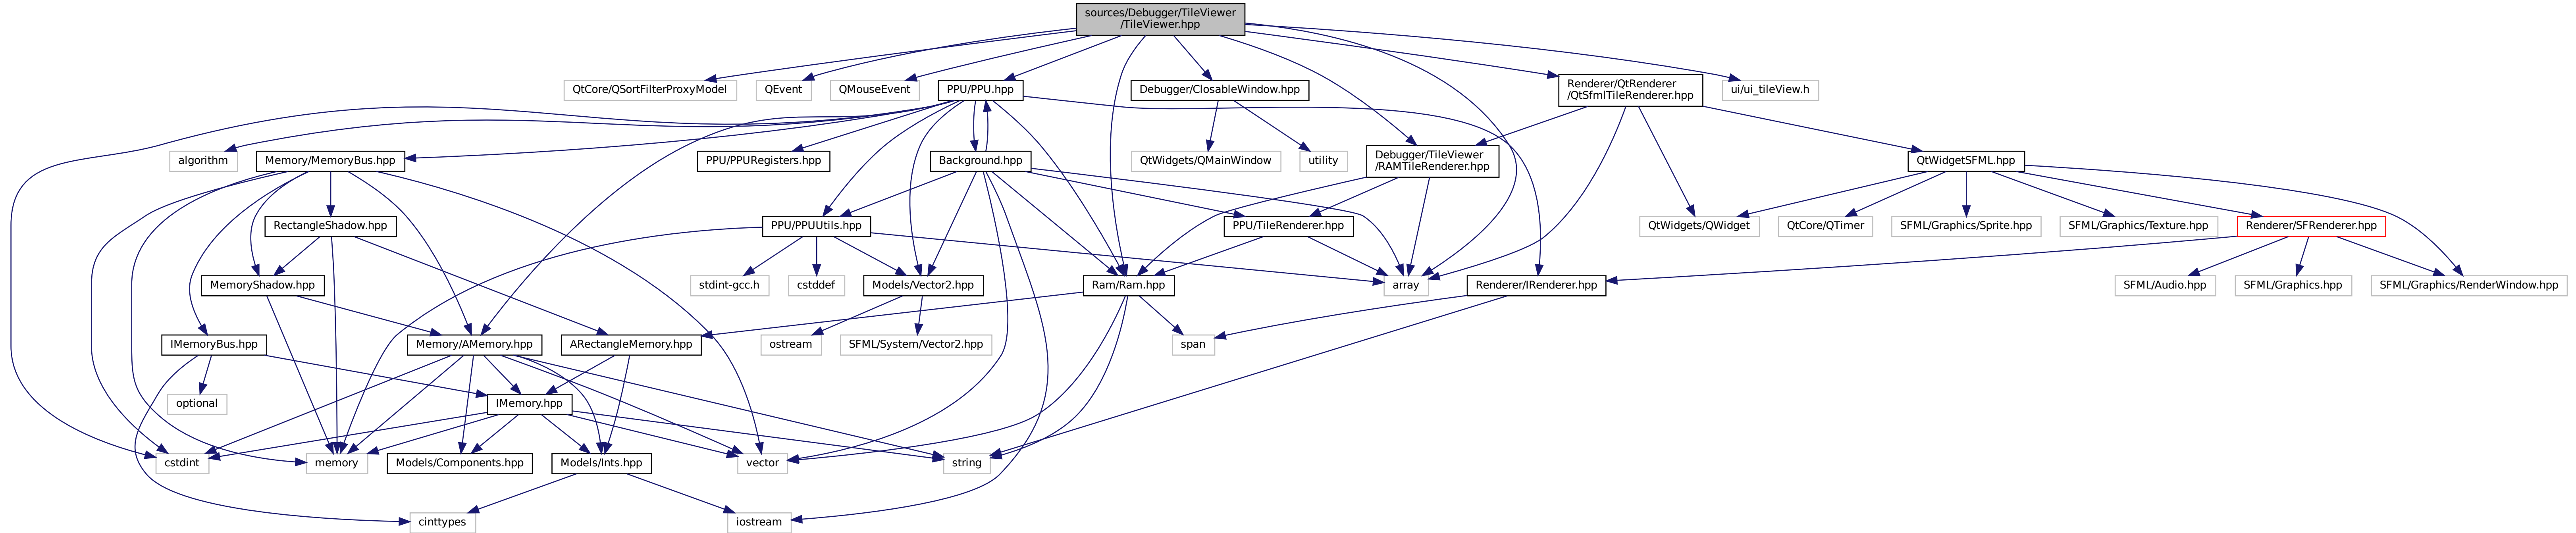 sources/Debugger/TileViewer
/TileViewer.hpp
QtCore/QSortFilterProxyModel
QEvent
QMouseEvent
PPU/PPU.hpp
Debugger/ClosableWindow.hpp
Renderer/QtRenderer
/QtSfmlTileRenderer.hpp
ui/ui_tileView.h
algorithm
Memory/MemoryBus.hpp
PPU/PPURegisters.hpp
Background.hpp
QtWidgets/QMainWindow
utility
Debugger/TileViewer
/RAMTileRenderer.hpp
QtWidgetSFML.hpp
RectangleShadow.hpp
PPU/PPUUtils.hpp
PPU/TileRenderer.hpp
QtWidgets/QWidget
QtCore/QTimer
SFML/Graphics/Sprite.hpp
SFML/Graphics/Texture.hpp
Renderer/SFRenderer.hpp
MemoryShadow.hpp
stdint-gcc.h
cstddef
Models/Vector2.hpp
Ram/Ram.hpp
array
Renderer/IRenderer.hpp
SFML/Audio.hpp
SFML/Graphics.hpp
SFML/Graphics/RenderWindow.hpp
IMemoryBus.hpp
Memory/AMemory.hpp
ARectangleMemory.hpp
ostream
SFML/System/Vector2.hpp
span
optional
IMemory.hpp
cstdint
memory
Models/Components.hpp
Models/Ints.hpp
vector
string
cinttypes
iostream